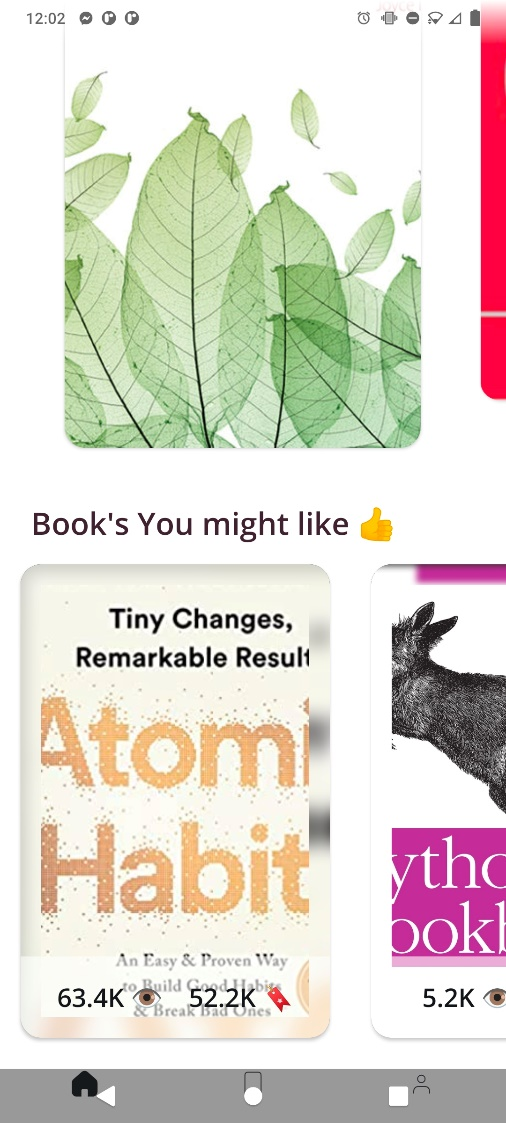 Joyce
12:02
Book's You might like 👍
Tiny Changes,
Remarkable Result
Atomi
Habit
An Easy & Proven Way
to Build Good Habits
& Break Bad Ones
63.4K 52.2K
ytho
ookb
5.2K